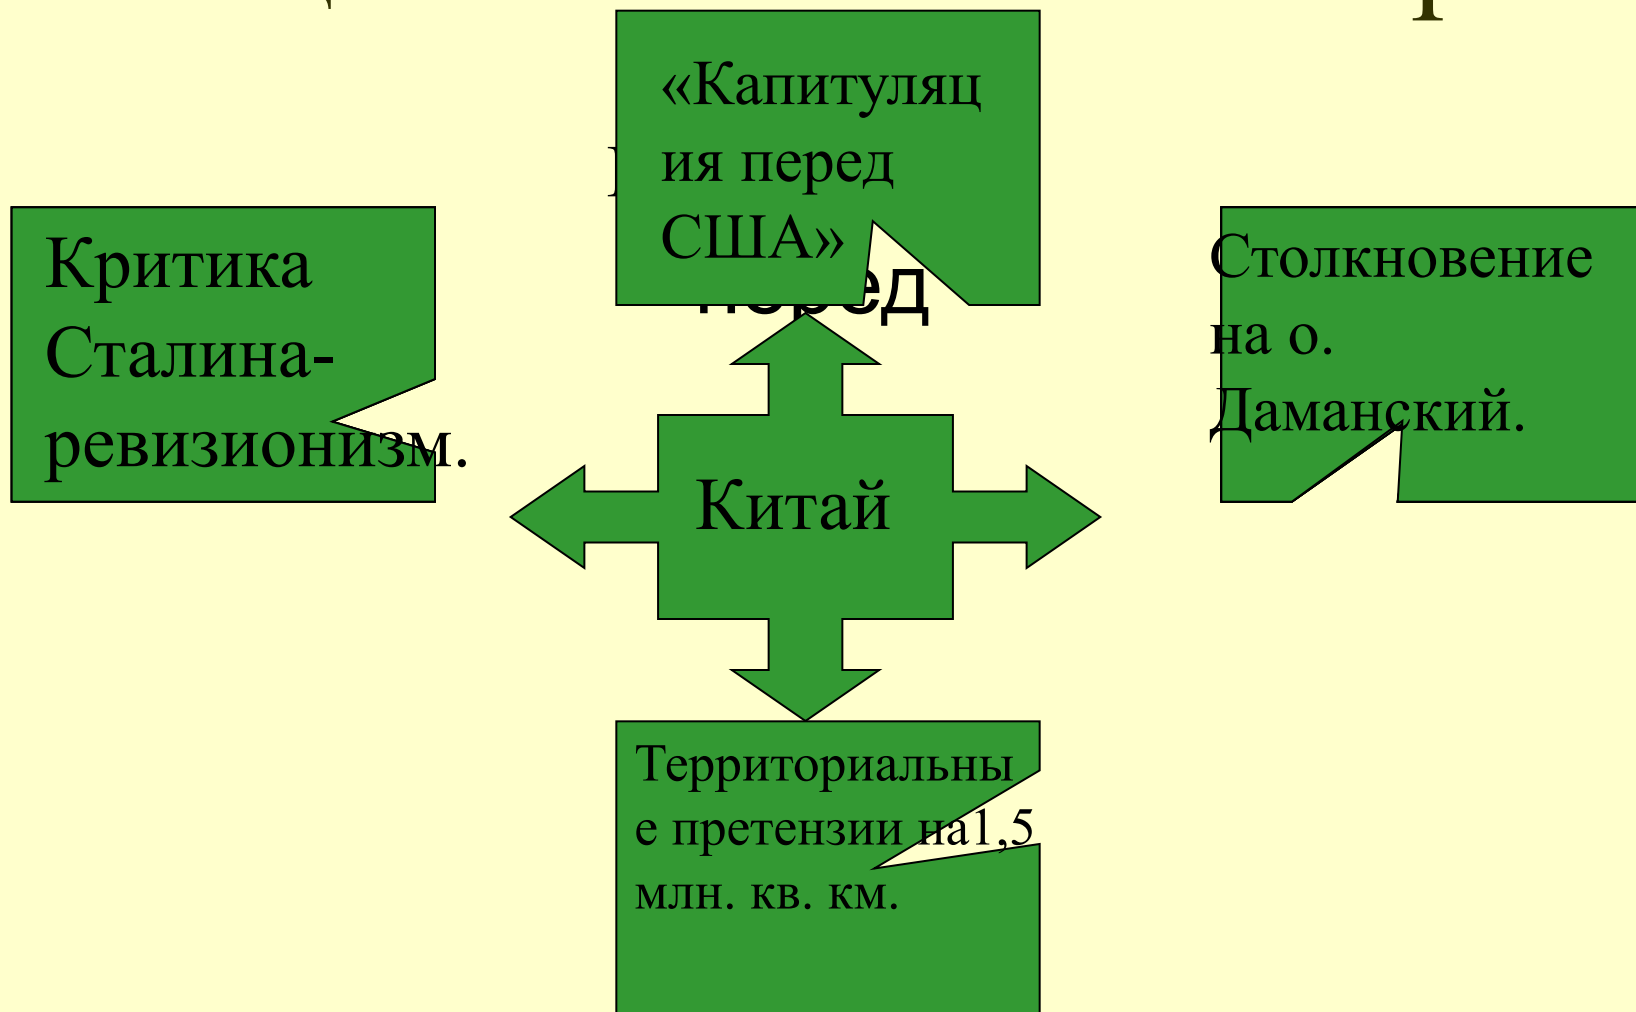 «Капитуляц
ия перед
США»
Критика
Сталина-
ревизионизм.
Столкновение
на о.
Даманский.
Китай
Территориальны
е претензии на1,5
млн. кв. км.